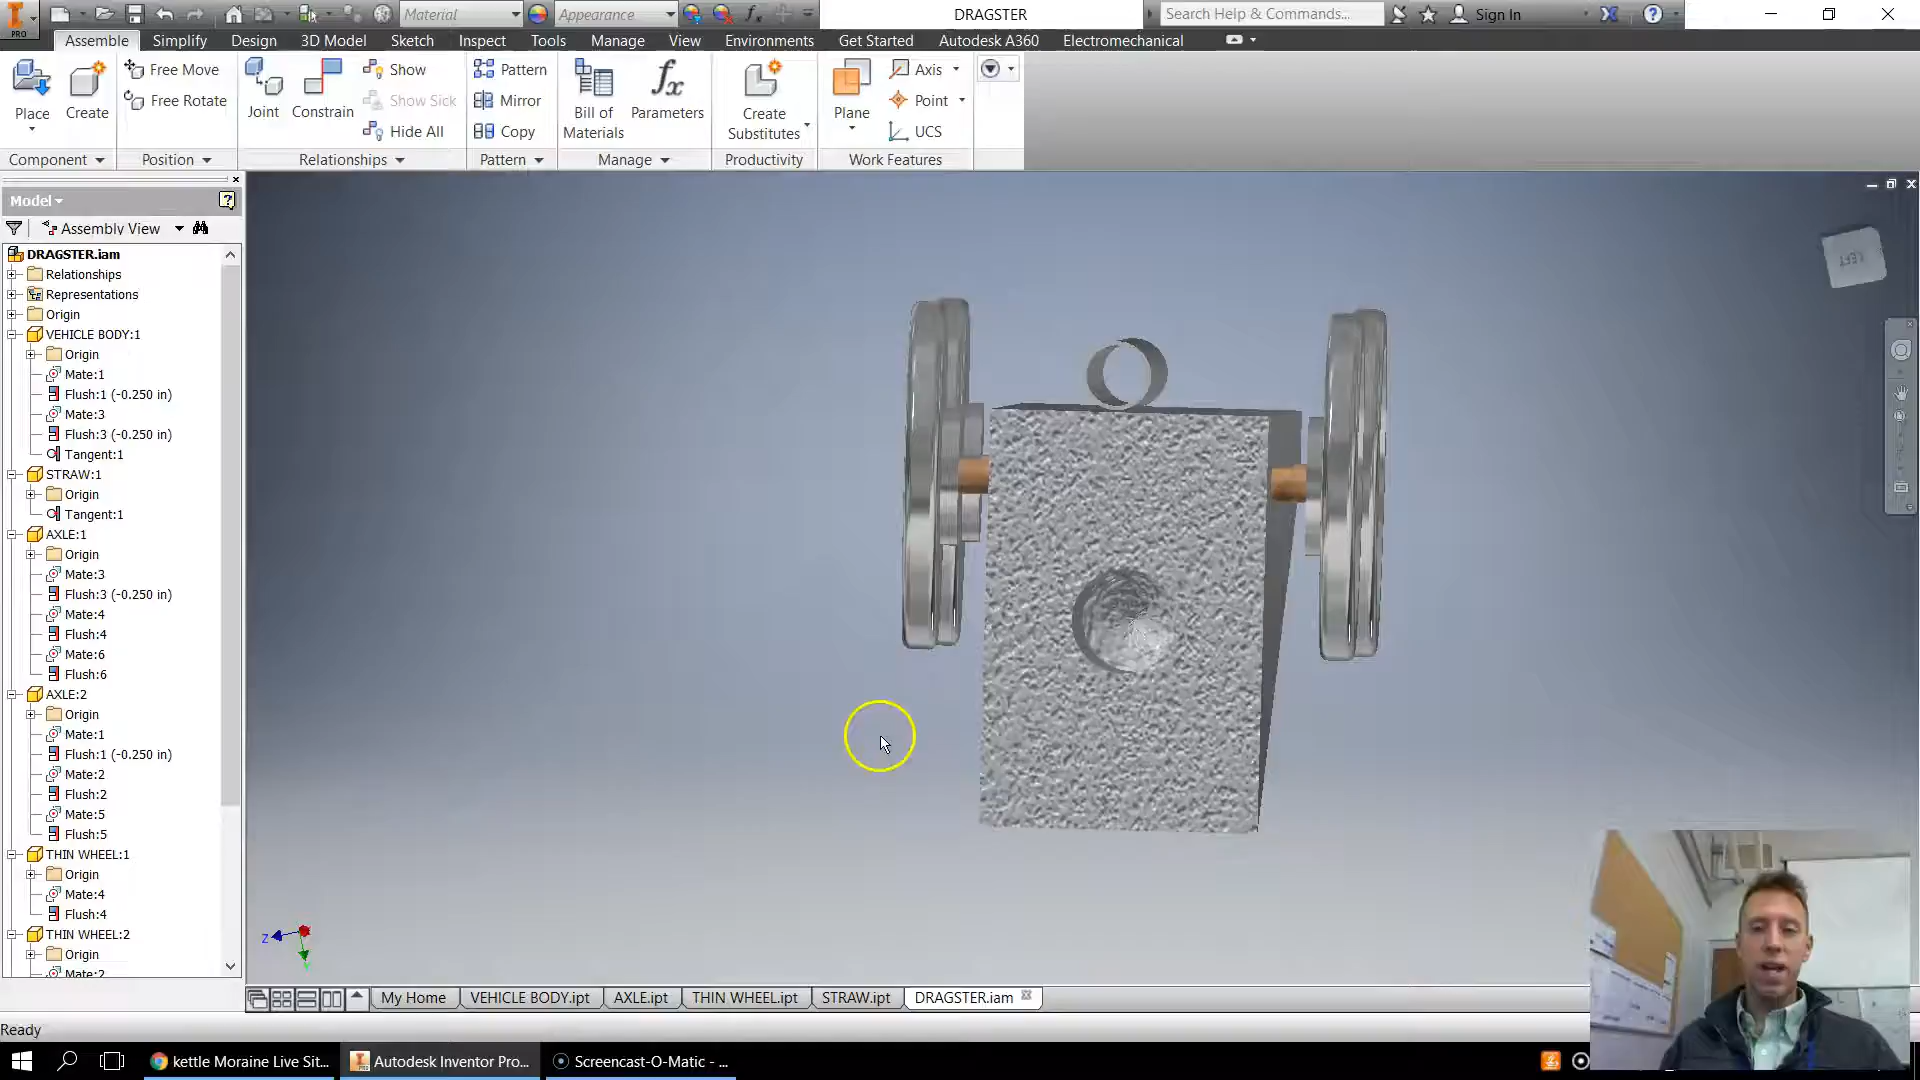 PRO
Material
Appearance
DRAGSTER
Search Help & Commands...
Sign In
Assemble
Simplify
Design
3D Model
Sketch
Inspect
Tools
Manage
View
Environments
Get Started
Autodesk A360
Electromechanical
Place
Create
Free Move
Free Rotate
Joint
Constrain
Show
Show Sick
Hide All
Pattern
Mirror
Copy
Bill of Materials
fx
Parameters
Create Substitutes
Plane
Axis
Point
UCS
Component
Position
Relationships
Pattern
Manage
Productivity
Work Features
Model
Assembly View
DRAGSTER.iam
Relationships
Representations
Origin
VEHICLE BODY:1
Origin
Mate:1
Flush:1 (-0.250 in)
Mate:3
Flush:3 (-0.250 in)
Tangent:1
STRAW:1
Origin
Tangent:1
AXLE:1
Origin
Mate:3
Flush:3 (-0.250 in)
Mate:4
Flush:4
Mate:6
Flush:6
AXLE:2
Origin
Mate:1
Flush:1 (-0.250 in)
Mate:2
Flush:2
Mate:5
Flush:5
THIN WHEEL:1
Origin
Mate:4
Flush:4
THIN WHEEL:2
Origin
Mate:2
LEFT
Z
My Home
VEHICLE BODY.ipt
AXLE.ipt
THIN WHEEL.ipt
STRAW.ipt
DRAGSTER.iam
Ready
kettle Moraine Live Sit...
Autodesk Inventor Pro...
Screencast-O-Matic - ...